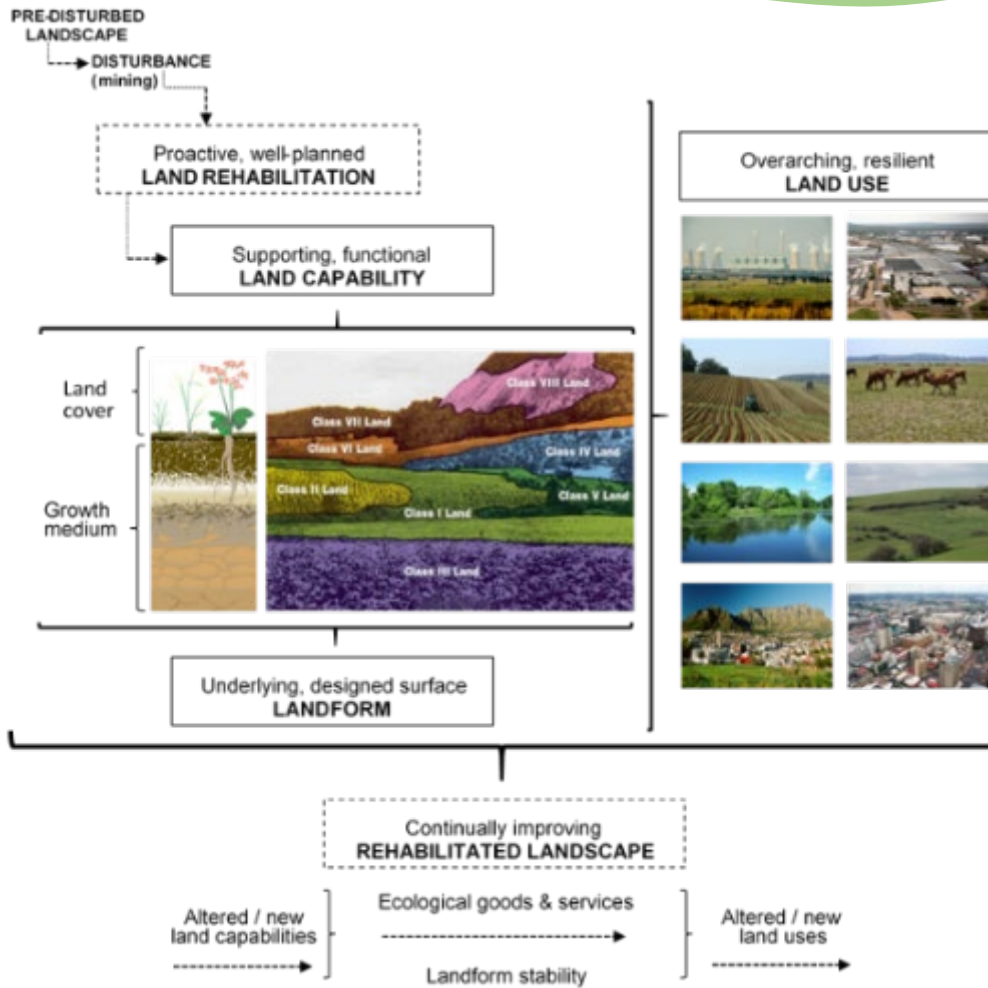 PRE-DISTURBED
LANDSCAPE
DISTURBANCE
(mining)
Proactive, well-planned
LAND REHABILITATION
Supporting, functional
LAND CAPABILITY
Overarching, resilient
LAND USE
Land
cover
Growth
medium
Class VIII Land
Class VII Land
Class VI Land
Class IV Land
Class II Land
Class V Land
Class I Land
Class III Land
Underlying, designed surface
LANDFORM
Continually improving
REHABILITATED LANDSCAPE
Altered / new
land capabilities
Ecological goods & services
Landform stability
Altered / new
land uses